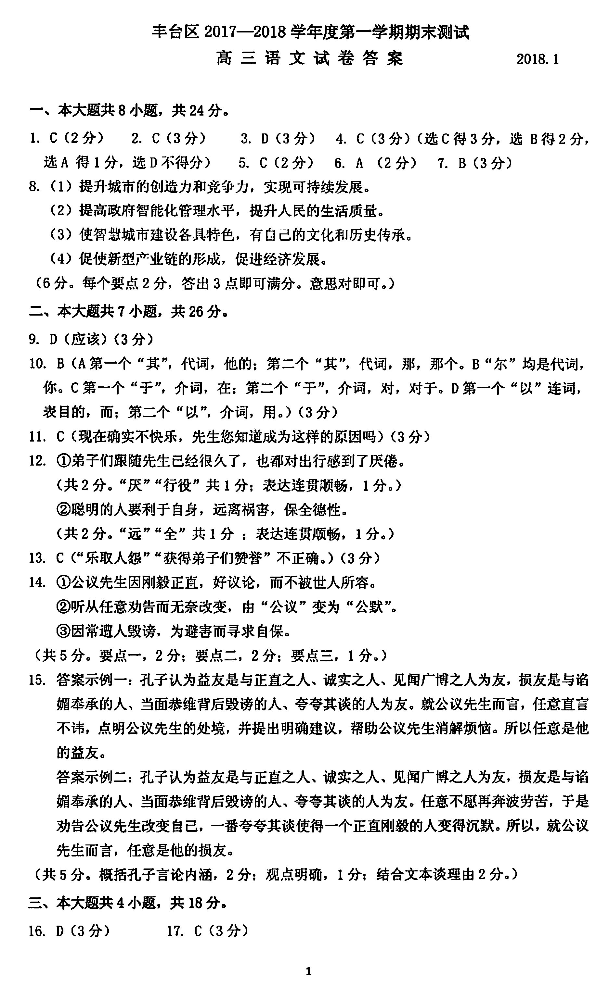 丰台区 2017—2018 学年度第一学期期末测试
高三语文试卷答案 2018.1
一、本大题共 8 小题，共 24 分。
1. C（2 分） 2. C（3 分） 3. D（3 分） 4. C（3 分）（选 C 得 3 分，选 B 得 2 分，
选 A 得 1 分，选 D 不得分） 5. C（2 分） 6. A （2 分） 7. B（3 分）
8.（1）提升城市的创造力和竞争力，实现可持续发展。
（2）提高政府智能化管理水平，提升人民的生活质量。
（3）使智慧城市建设各具特色，有自己的文化和历史传承。
（4）促使新型产业链的形成，促进经济发展。
（6 分。每个要点 2 分，答出 3 点即可满分。意思对即可。）
二、本大题共 7 小题，共 26 分。
9. D（应该）（3 分）
10. B（A 第一个“其”，代词，他的；第二个“其”，代词，那，那个。B“尔”均是代词，
你。C 第一个“于”，介词，在；第二个“于”，介词，对，对于。D 第一个“以”连词，
表目的，而；第二个“以”，介词，用。）（3 分）
11. C（现在确实不快乐，先生您知道成为这样的原因吗）（3 分）
12. ①弟子们跟随先生已经很久了，也都对出行感到了厌倦。
（共 2 分。“厌”“行役”共 1 分；表达连贯顺畅，1 分。）
②聪明的人要利于自身，远离祸害，保全德性。
（共 2 分。“远”“全”共 1 分 ；表达连贯顺畅，1 分。）
13. C（“乐取人怨”“获得弟子们赞誉”不正确。）（3 分）
14. ①公议先生因刚毅正直，好议论，而不被世人所容。
②听从任意劝告而无奈改变，由“公议”变为“公默”。
③因常遭人毁谤，为避害而寻求自保。
（共 5 分。要点一，2 分；要点二，2 分；要点三，1 分。）
15. 答案示例一：孔子认为益友是与正直之人、诚实之人、见闻广博之人为友，损友是与谄
媚奉承的人、当面恭维背后毁谤的人、夸夸其谈的人为友。就公议先生而言，任意直言
不讳，点明公议先生的处境，并提出明确建议，帮助公议先生消解烦恼。所以任意是他
的益友。
答案示例二：孔子认为益友是与正直之人、诚实之人、见闻广博之人为友，损友是与谄
媚奉承的人、当面恭维背后毁谤的人、夸夸其谈的人为友。任意不愿再奔波劳苦，于是
劝告公议先生改变自己，一番夸夸其谈使得一个正直刚毅的人变得沉默。所以，就公议
先生而言，任意是他的损友。
（共 5 分。概括孔子言论内涵，2 分；观点明确，1 分；结合文本谈理由 2 分。）
三、本大题共 4 小题，共 18 分。
16. D（3 分） 17. C（3 分）
1